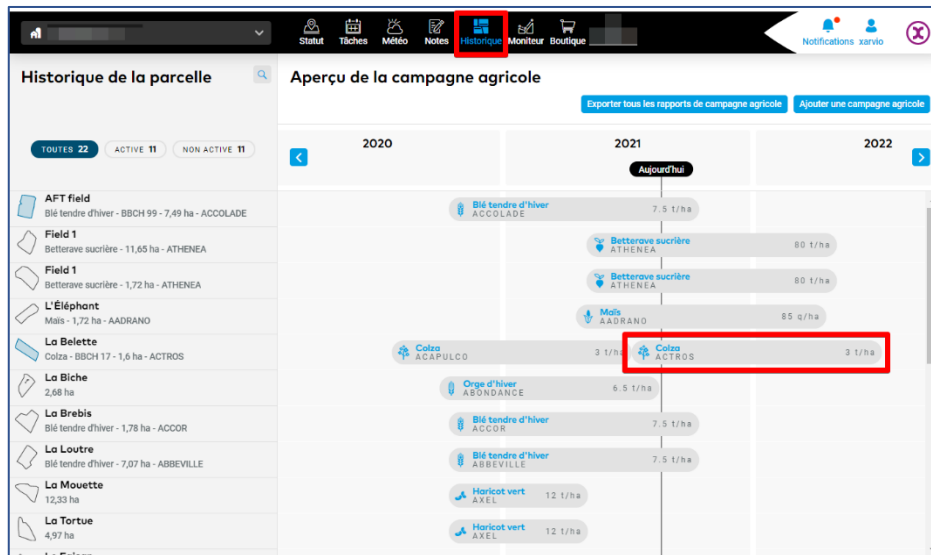 Statut Tâches Météo Notes Historique Moniteur Boutique
Notifications xarvio
Historique de la parcelle
Aperçu de la campagne agricole
Exporter tous les rapports de campagne agricole Ajouter une campagne agricole
TOUTES 22 ACTIVE 11 NON ACTIVE 11
2020 2021 2022
Aujourd'hui
AFT field
Blé tendre d'hiver - BBCH 99 - 7,49 ha - ACCOLADE
Blé tendre d'hiver
ACCOLADE 7.5 t/ha
Field 1
Betterave sucrière - 11,65 ha - ATHENEA
Betterave sucrière
ATHENEA 80 t/ha
Field 1
Betterave sucrière - 1,72 ha - ATHENEA
Betterave sucrière
ATHENEA 80 t/ha
L'Éléphant
Maïs - 1,72 ha - AADRANO
Maïs
AADRANO 85 q/ha
La Belette
Colza - BBCH 17 - 1,6 ha - ACTROS
Colza
ACAPULCO 3 t/ha
Colza
ACTROS 3 t/ha
La Biche
2,68 ha
Orge d'hiver
ABONDANCE 6.5 t/ha
La Brebis
Blé tendre d'hiver - 1,78 ha - ACCOR
Blé tendre d'hiver
ACCOR 7.5 t/ha
La Loutre
Blé tendre d'hiver - 7,07 ha - ABBEVILLE
Blé tendre d'hiver
ABBEVILLE 7.5 t/ha
La Mouette
12,33 ha
Haricot vert
AXEL 12 t/ha
La Tortue
4,97 ha
Haricot vert
AXEL 12 t/ha